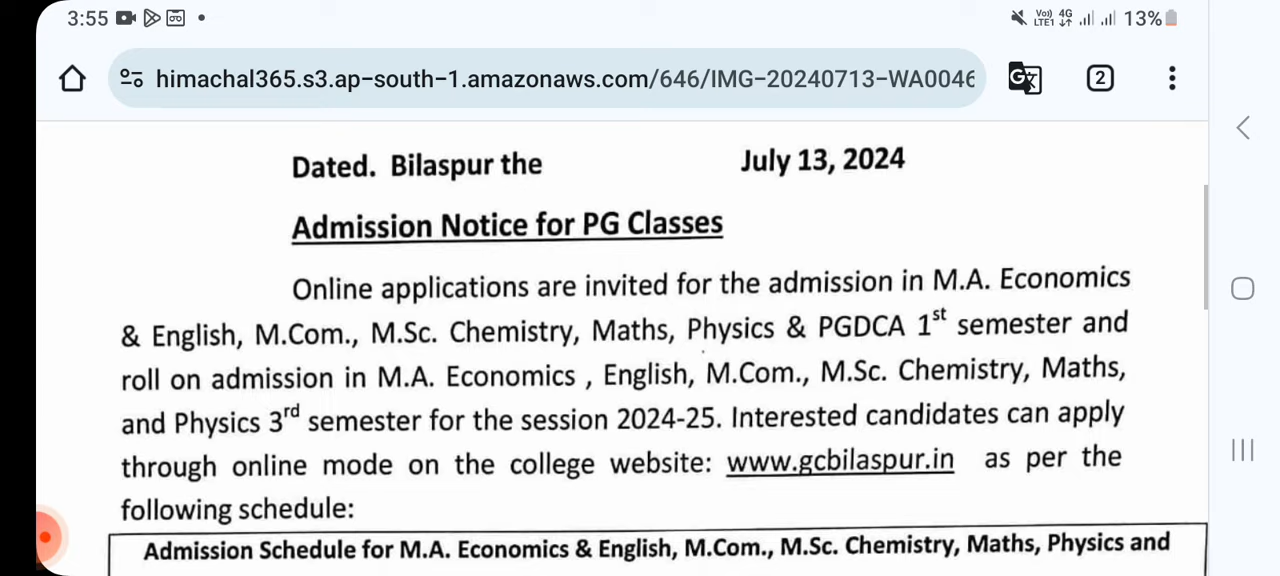 3:55
Vo) 4G
LTE1
13%
himachal365.s3.ap-south-1.amazonaws.com/646/IMG-20240713-WA0046
2
Dated. Bilaspur the July 13, 2024
Admission Notice for PG Classes
Online applications are invited for the admission in M.A. Economics
& English, M.Com., M.Sc. Chemistry, Maths, Physics & PGDCA 1st semester and
roll on admission in M.A. Economics , English, M.Com., M.Sc. Chemistry, Maths,
and Physics 3rd semester for the session 2024-25. Interested candidates can apply
through online mode on the college website: www.gcbilaspur.in as per the
following schedule:
Admission Schedule for M.A. Economics & English, M.Com., M.Sc. Chemistry, Maths, Physics and